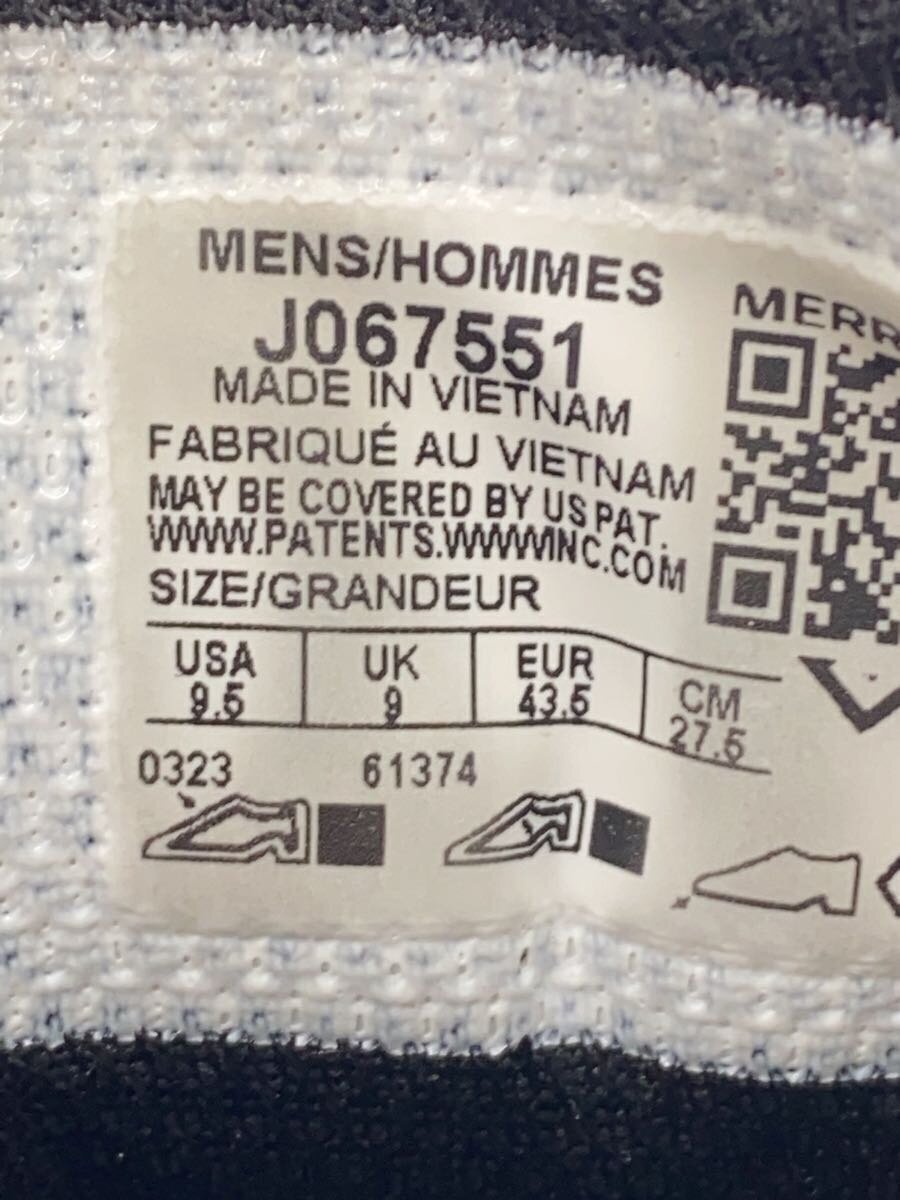 MENS/HOMMES
J067551
MADE IN VIETNAM
FABRIQUÉ AU VIETNAM
MAY BE COVERED BY US PAT.
WWW.PATENTS.WWWINC.COM
SIZE/GRANDEUR
USA UK EUR CM
9.5 9 43.5 27.5
0323 61374
MERR